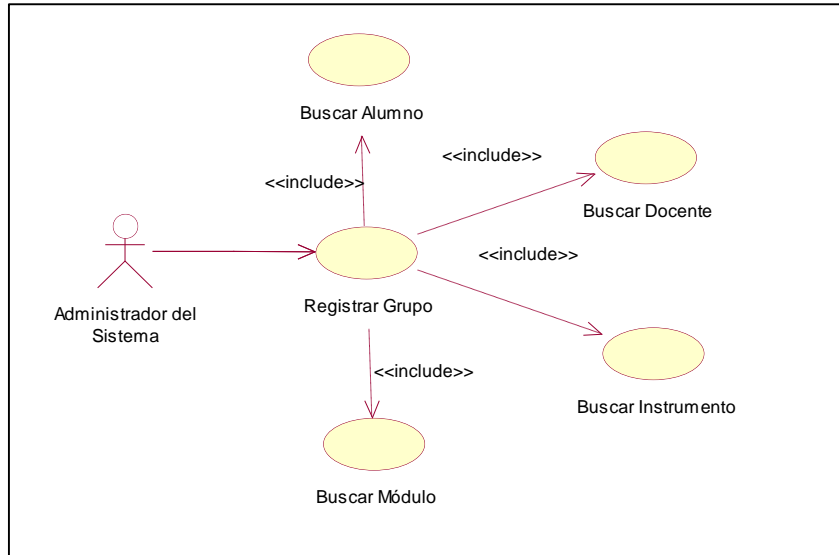 Buscar Alumno
<<include>>
<<include>>
Buscar Docente
<<include>>
Administrador del
Sistema
Registrar Grupo
<<include>>
Buscar Instrumento
Buscar Módulo